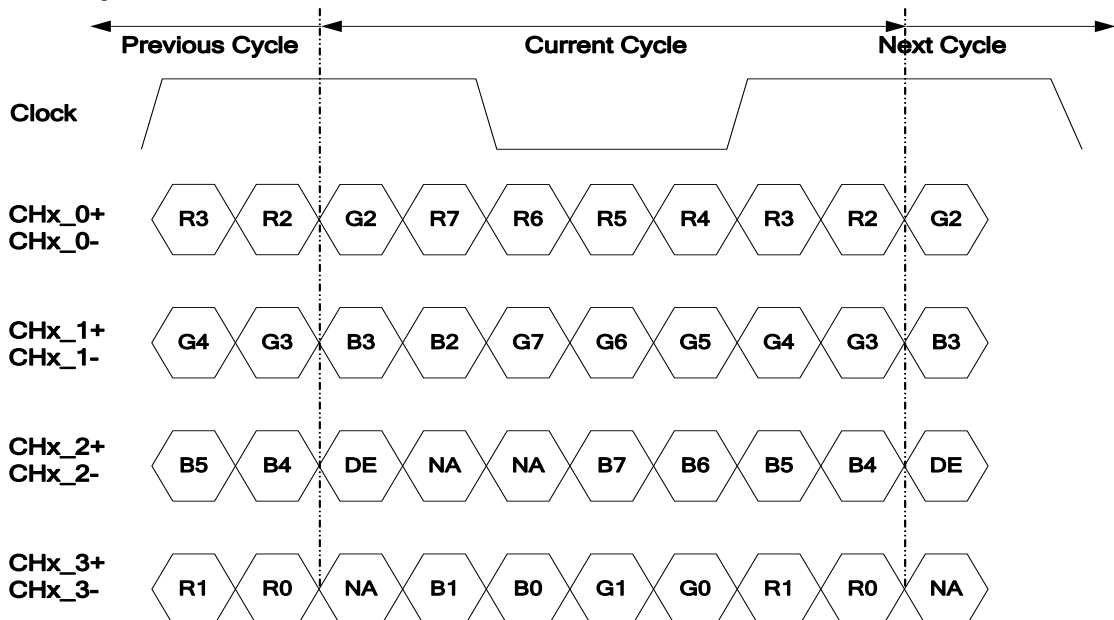 Previous Cycle Current Cycle Next Cycle
Clock
CHx_0+
CHx_0-
R3 R2 G2 R7 R6 R5 R4 R3 R2 G2
CHx_1+
CHx_1-
G4 G3 B3 B2 G7 G6 G5 G4 G3 B3
CHx_2+
CHx_2-
B5 B4 DE NA NA B7 B6 B5 B4 DE
CHx_3+
CHx_3-
R1 R0 NA B1 B0 G1 G0 R1 R0 NA